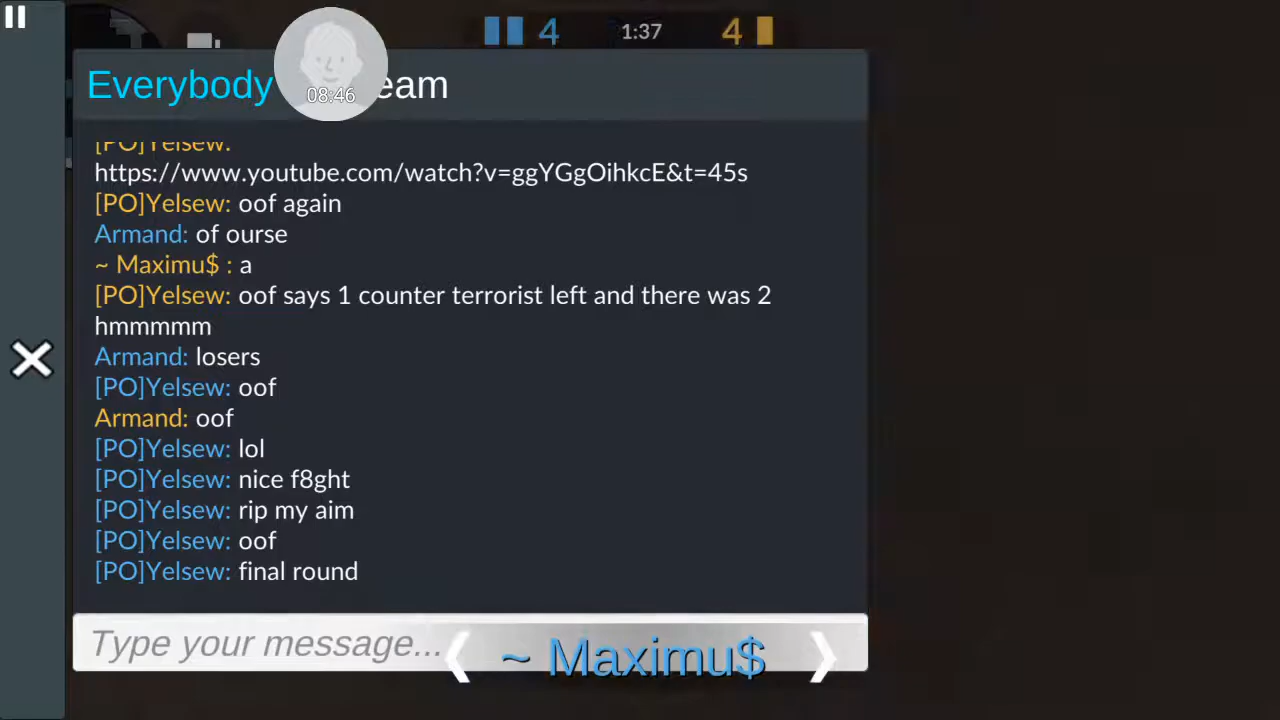 4 1:37 4
Everybody eam
08:46
[PO]Yelsew:
https://www.youtube.com/watch?v=ggYGgOihkcE&t=45s
[PO]Yelsew: oof again
Armand: of ourse
~ Maximu$ : a
[PO]Yelsew: oof says 1 counter terrorist left and there was 2
hmmmmm
Armand: losers
[PO]Yelsew: oof
Armand: oof
[PO]Yelsew: lol
[PO]Yelsew: nice f8ght
[PO]Yelsew: rip my aim
[PO]Yelsew: oof
[PO]Yelsew: final round
Type your message...
~ Maximu$